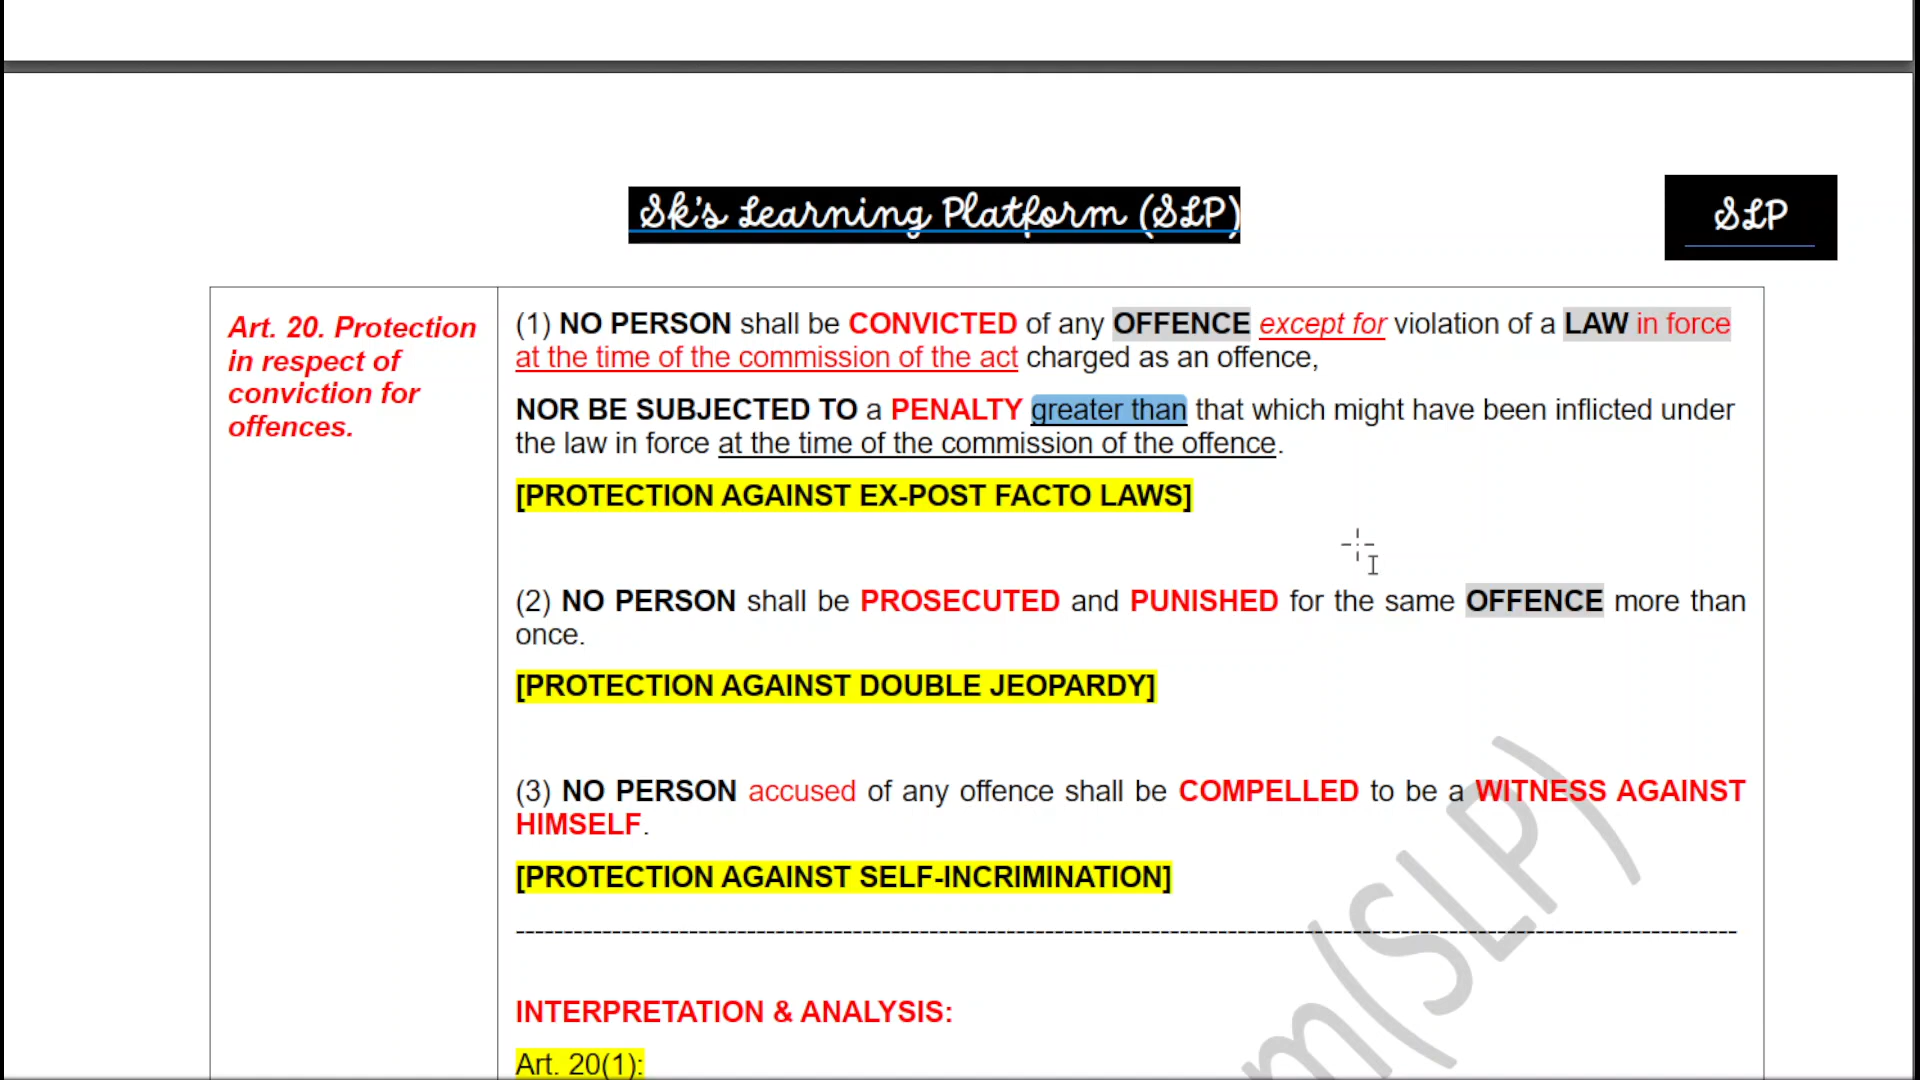 Sk's Learning Platform (SLP)
SLP
Art. 20. Protection
in respect of
conviction for
offences.
(1) NO PERSON shall be CONVICTED of any OFFENCE except for violation of a LAW in force
at the time of the commission of the act charged as an offence,
NOR BE SUBJECTED TO a PENALTY greater than that which might have been inflicted under
the law in force at the time of the commission of the offence.
[PROTECTION AGAINST EX-POST FACTO LAWS]
(2) NO PERSON shall be PROSECUTED and PUNISHED for the same OFFENCE more than
once.
[PROTECTION AGAINST DOUBLE JEOPARDY]
(3) NO PERSON accused of any offence shall be COMPELLED to be a WITNESS AGAINST
HIMSELF.
[PROTECTION AGAINST SELF-INCRIMINATION]
INTERPRETATION & ANALYSIS:
Art. 20(1):
m(SLP)